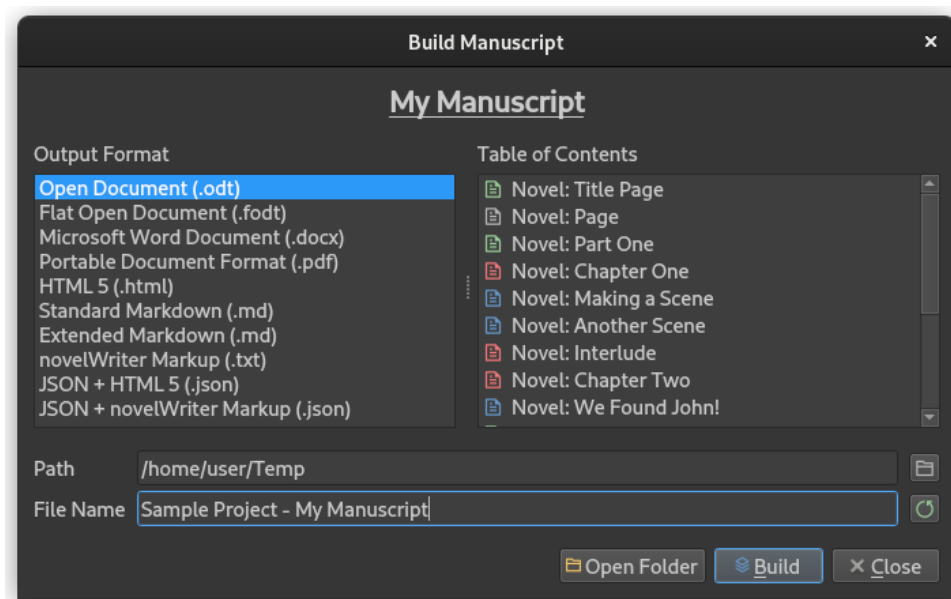 Build Manuscript
My Manuscript
Output Format
Open Document (.odt)
Flat Open Document (.fodt)
Microsoft Word Document (.docx)
Portable Document Format (.pdf)
HTML 5 (.html)
Standard Markdown (.md)
Extended Markdown (.md)
novelWriter Markup (.txt)
JSON + HTML 5 (.json)
JSON + novelWriter Markup (.json)
Table of Contents
Novel: Title Page
Novel: Page
Novel: Part One
Novel: Chapter One
Novel: Making a Scene
Novel: Another Scene
Novel: Interlude
Novel: Chapter Two
Novel: We Found John!
Path /home/user/Temp
File Name Sample Project - My Manuscript
Open Folder Build Close